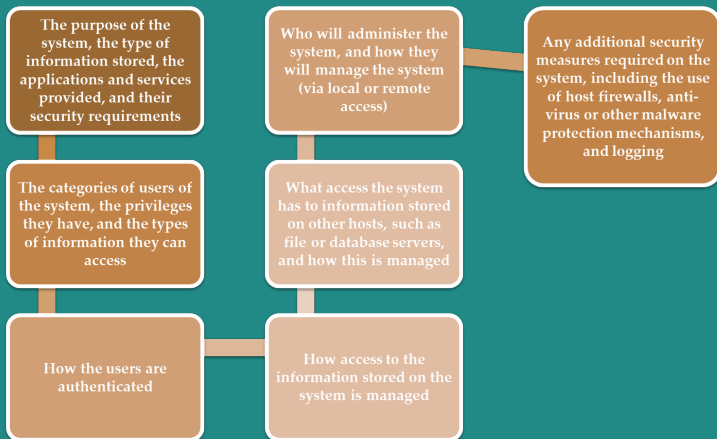 The purpose of the
system, the type of
information stored, the
applications and services
provided, and their
security requirements
The categories of users of
the system, the privileges
they have, and the types
of information they can
access
How the users are
authenticated
How access to the
information stored on the
system is managed
What access the system
has to information stored
on other hosts, such as
file or database servers,
and how this is managed
Who will administer the
system, and how they
will manage the system
(via local or remote
access)
Any additional security
measures required on the
system, including the use
of host firewalls, anti-
virus or other malware
protection mechanisms,
and logging